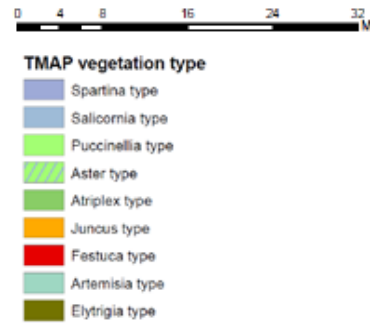 0 4 8 16 24 32
M
TMAP vegetation type
Spartina type
Salicornia type
Puccinellia type
Aster type
Atriplex type
Juncus type
Festuca type
Artemisia type
Elytrigia type